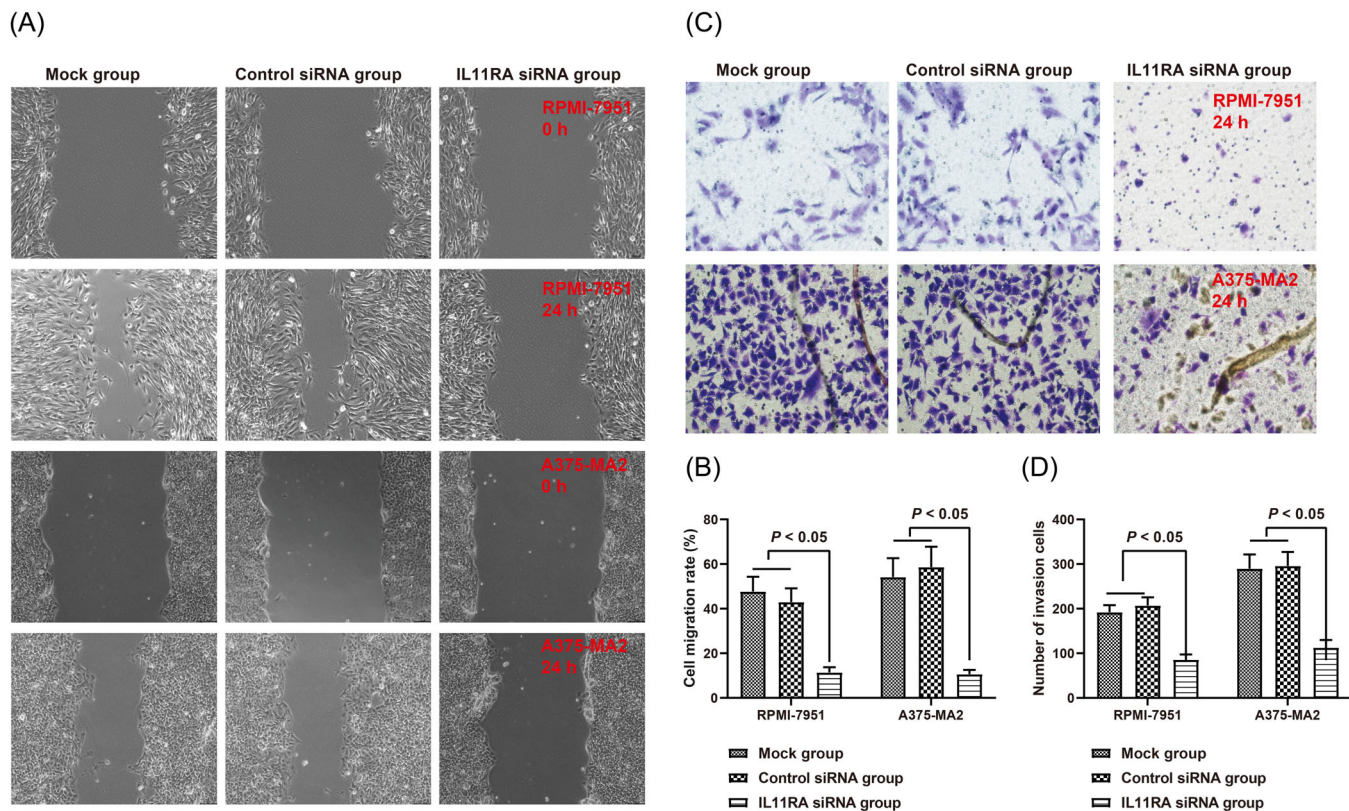 (A)
Mock group Control siRNA group IL11RA siRNA group
RPMI-7951
0 h
RPMI-7951
24 h
A375-MA2
0 h
A375-MA2
24 h
(C)
Mock group Control siRNA group IL11RA siRNA group
RPMI-7951
24 h
A375-MA2
24 h
(B)
Cell migration rate (%)
80
60
40
20
0
P < 0.05
P < 0.05
RPMI-7951 A375-MA2
Mock group
Control siRNA group
IL11RA siRNA group
(D)
Number of invasion cells
400
300
200
100
0
P < 0.05
P < 0.05
RPMI-7951 A375-MA2
Mock group
Control siRNA group
IL11RA siRNA group